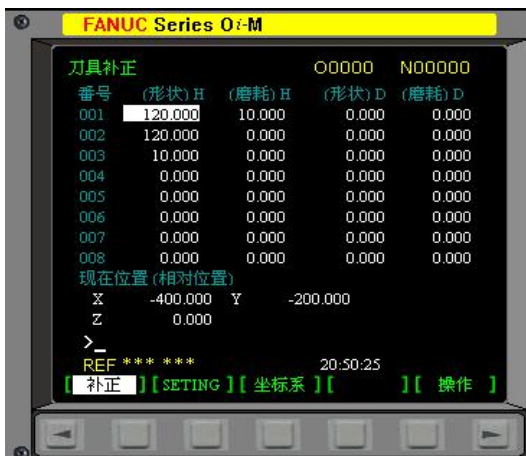 FANUC Series Oi-M
刀具补正 O0000 N00000
番号 (形状) H (磨耗) H (形状) D (磨耗) D
001 120.000 10.000 0.000 0.000
002 120.000 0.000 0.000 0.000
003 10.000 0.000 0.000 0.000
004 0.000 0.000 0.000 0.000
005 0.000 0.000 0.000 0.000
006 0.000 0.000 0.000 0.000
007 0.000 0.000 0.000 0.000
008 0.000 0.000 0.000 0.000
现在位置 (相对位置)
X -400.000 Y -200.000
Z 0.000
>_
REF *** *** 20:50:25
[ 补正 ] [ SETING ] [ 坐标系 ] [ ] [ 操作 ]